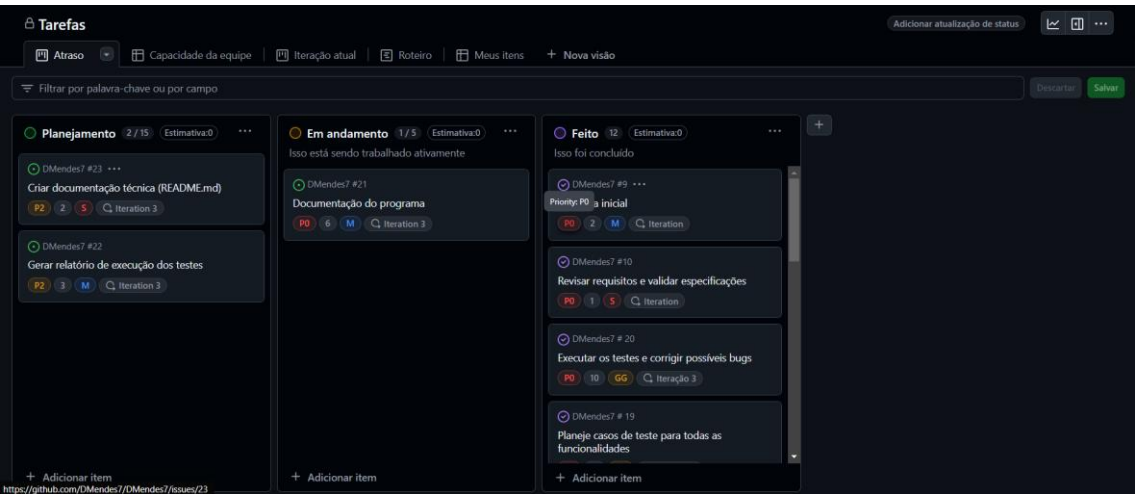 Tarefas
Adicionar atualização de status
Atraso
Capacidade da equipe
Iteração atual
Roteiro
Meus itens
+ Nova visão
Filtrar por palavra-chave ou por campo
Descartar
Salvar
Planejamento 2 / 15 Estimativa:0 ...
DMendes7 #23 ...
Criar documentação técnica (README.md)
P2 2 S Iteration 3
DMendes7 #22
Gerar relatório de execução dos testes
P2 3 M Iteration 3
+ Adicionar item
Em andamento 1 / 5 Estimativa:0 ...
Isso está sendo trabalhado ativamente
DMendes7 #21
Documentação do programa
P0 6 M Iteration 3
+ Adicionar item
Feito 12 Estimativa:0 ...
Isso foi concluído
DMendes7 #9 ...
Priority: P0
a inicial
P0 2 M Iteration
DMendes7 #10
Revisar requisitos e validar especificações
P0 1 S Iteration
DMendes7 # 20
Executar os testes e corrigir possíveis bugs
P0 10 GG Iteração 3
DMendes7 # 19
Planeje casos de teste para todas as
funcionalidades
+ Adicionar item
https://github.com/DMendes7/DMendes7/issues/23